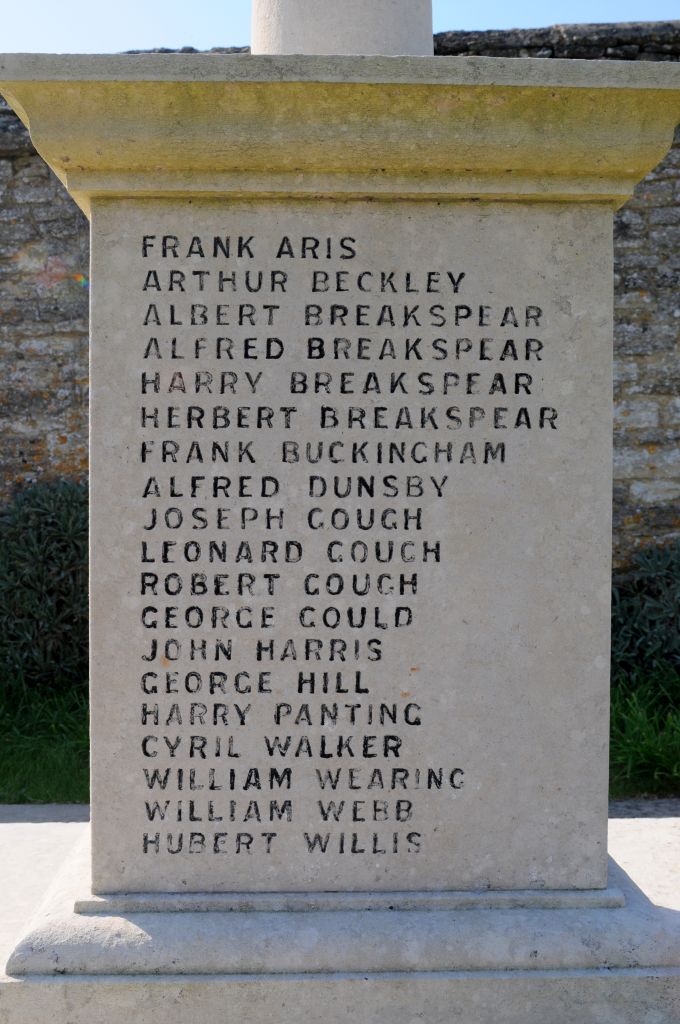 FRANK ARIS
ARTHUR BECKLEY
ALBERT BREAKSPEAR
ALFRED BREAKSPEAR
HARRY BREAKSPEAR
HERBERT BREAKSPEAR
FRANK BUCKINGHAM
ALFRED DUNSBY
JOSEPH GOUGH
LEONARD GOUGH
ROBERT GOUGH
GEORGE GOULD
JOHN HARRIS
GEORGE HILL
HARRY PANTING
CYRIL WALKER
WILLIAM WEARING
WILLIAM WEBB
HUBERT WILLIS